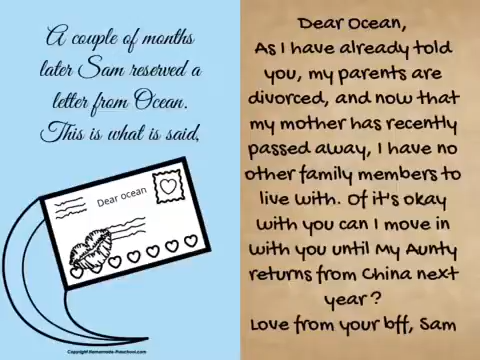 A couple of months
later Sam reserved a
letter from Ocean.
This is what is said,
Dear ocean
Copyright Homemade-Preschool.com
Dear Ocean,
As I have already told
you, my parents are
divorced, and now that
my mother has recently
passed away, I have no
other family members to
live with. Of it's okay
with you can I move in
with you until My Aunty
returns from China next
year?
Love from your bff, Sam